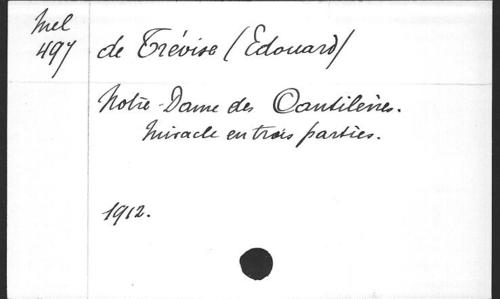 Mel
497
de Trévise (Edouard)
Notre-Dame des Cantilènes.
Miracle en trois parties.
1912.